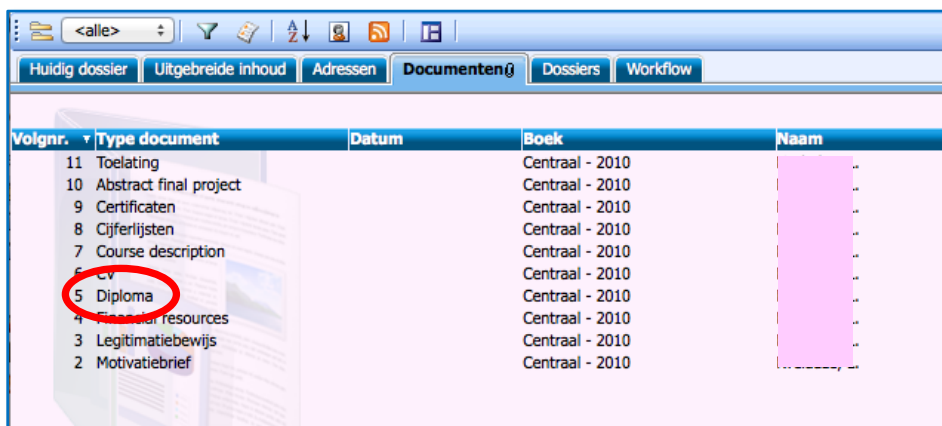 <alle>
Huidig dossier Uitgebreide inhoud Adressen Documenten Dossiers Workflow
Volgnr. Type document Datum Boek Naam
11 Toelating Centraal - 2010
10 Abstract final project Centraal - 2010
9 Certificaten Centraal - 2010
8 Cijferlijsten Centraal - 2010
7 Course description Centraal - 2010
6 CV Centraal - 2010
5 Diploma Centraal - 2010
4 Financial resources Centraal - 2010
3 Legitimatiebewijs Centraal - 2010
2 Motivatiebrief Centraal - 2010